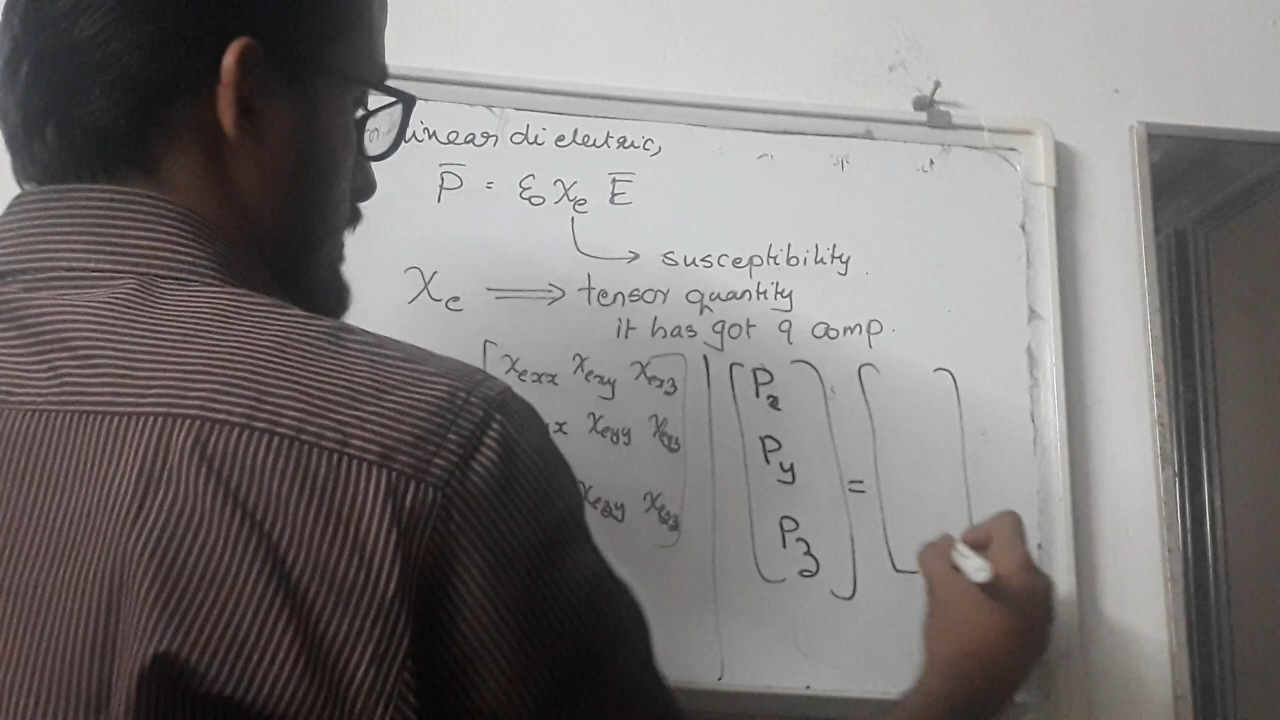 linear dielectric,
P̅ = ε₀ χₑ E̅
susceptibility
χₑ ⟹ tensor quantity
it has got 9 comp.
χₑxx χₑxy χₑxz
x χₑyy χₑyz
χₑzy χₑzz
Px
Py
Pz
=